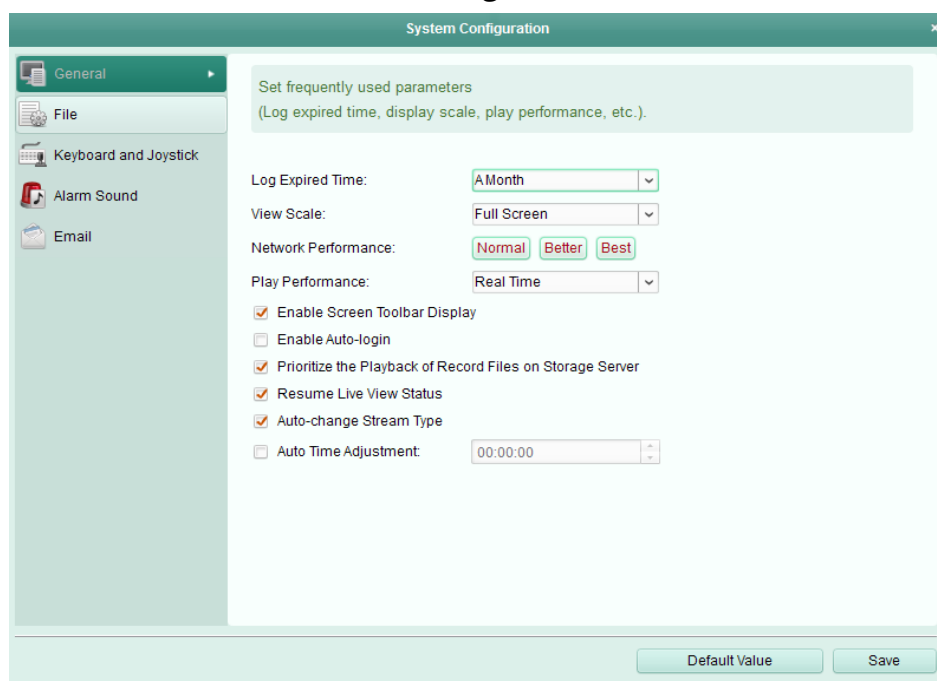 System Configuration
General
File
Keyboard and Joystick
Alarm Sound
Email
Set frequently used parameters
(Log expired time, display scale, play performance, etc.).
Log Expired Time: A Month
View Scale: Full Screen
Network Performance: Normal Better Best
Play Performance: Real Time
Enable Screen Toolbar Display
Enable Auto-login
Prioritize the Playback of Record Files on Storage Server
Resume Live View Status
Auto-change Stream Type
Auto Time Adjustment: 00:00:00
Default Value Save